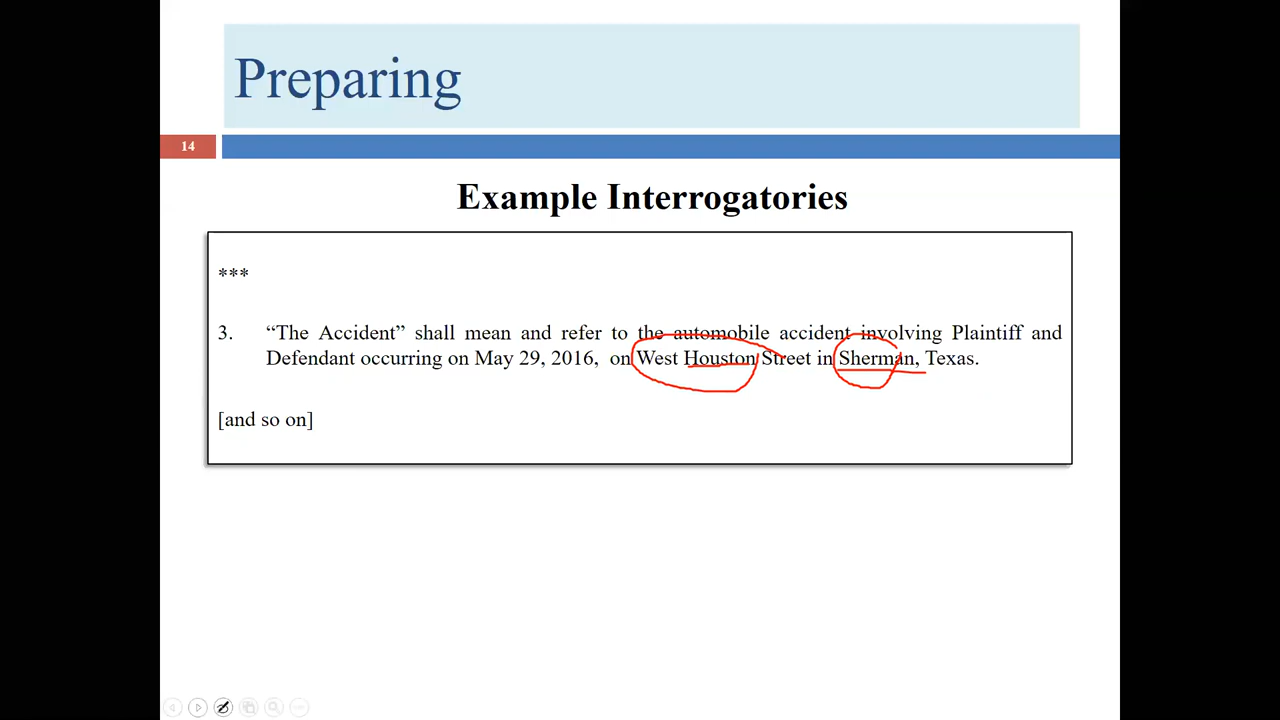 Preparing
14
Example Interrogatories
***
3. “The Accident” shall mean and refer to the automobile accident involving Plaintiff and
Defendant occurring on May 29, 2016, on West Houston Street in Sherman, Texas.
[and so on]